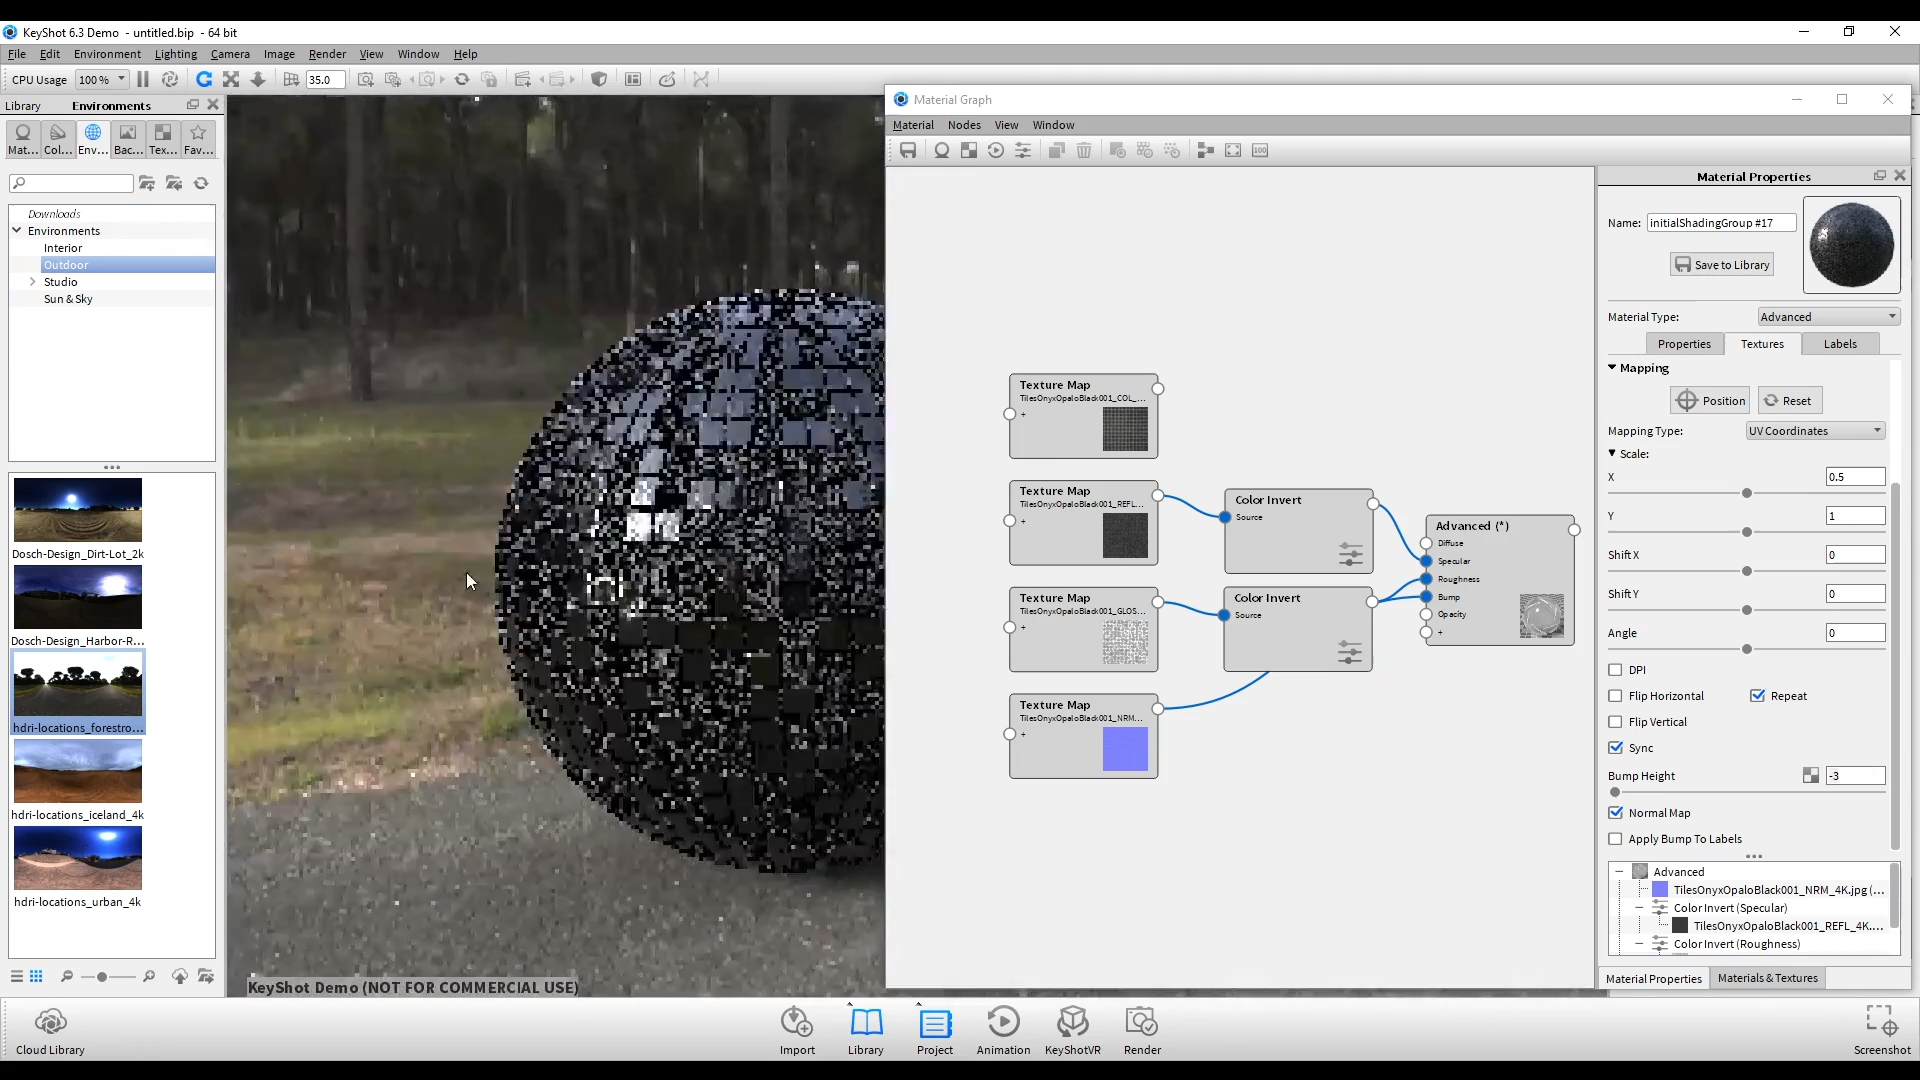 KeyShot 6.3 Demo - untitled.bip - 64 bit
File Edit Environment Lighting Camera Image Render View Window Help
CPU Usage 100 % 35.0
Library Environments
Mat... Col... Env... Bac... Tex... Fav...
Downloads
Environments
Interior
Outdoor
Studio
Sun & Sky
Dosch-Design_Dirt-Lot_2k
Dosch-Design_Harbor-R...
hdri-locations_forestro...
hdri-locations_iceland_4k
hdri-locations_urban_4k
KeyShot Demo (NOT FOR COMMERCIAL USE)
Material Graph
Material Nodes View Window
100
Texture Map
TilesOnyxOpaloBlack001_COL_...
+
Texture Map
TilesOnyxOpaloBlack001_REFL...
+
Texture Map
TilesOnyxOpaloBlack001_GLOS...
+
Texture Map
TilesOnyxOpaloBlack001_NRM...
+
Color Invert
Source
Color Invert
Source
Advanced (*)
Diffuse
Specular
Roughness
Bump
Opacity
+
Material Properties
Name: initialShadingGroup #17
Save to Library
Material Type: Advanced
Properties Textures Labels
Mapping
Position Reset
Mapping Type: UV Coordinates
Scale:
X 0.5
Y 1
Shift X 0
Shift Y 0
Angle 0
DPI
Flip Horizontal Repeat
Flip Vertical
Sync
Bump Height -3
Normal Map
Apply Bump To Labels
Advanced
TilesOnyxOpaloBlack001_NRM_4K.jpg (...
Color Invert (Specular)
TilesOnyxOpaloBlack001_REFL_4K....
Color Invert (Roughness)
Material Properties Materials & Textures
Cloud Library Import Library Project Animation KeyShotVR Render Screenshot